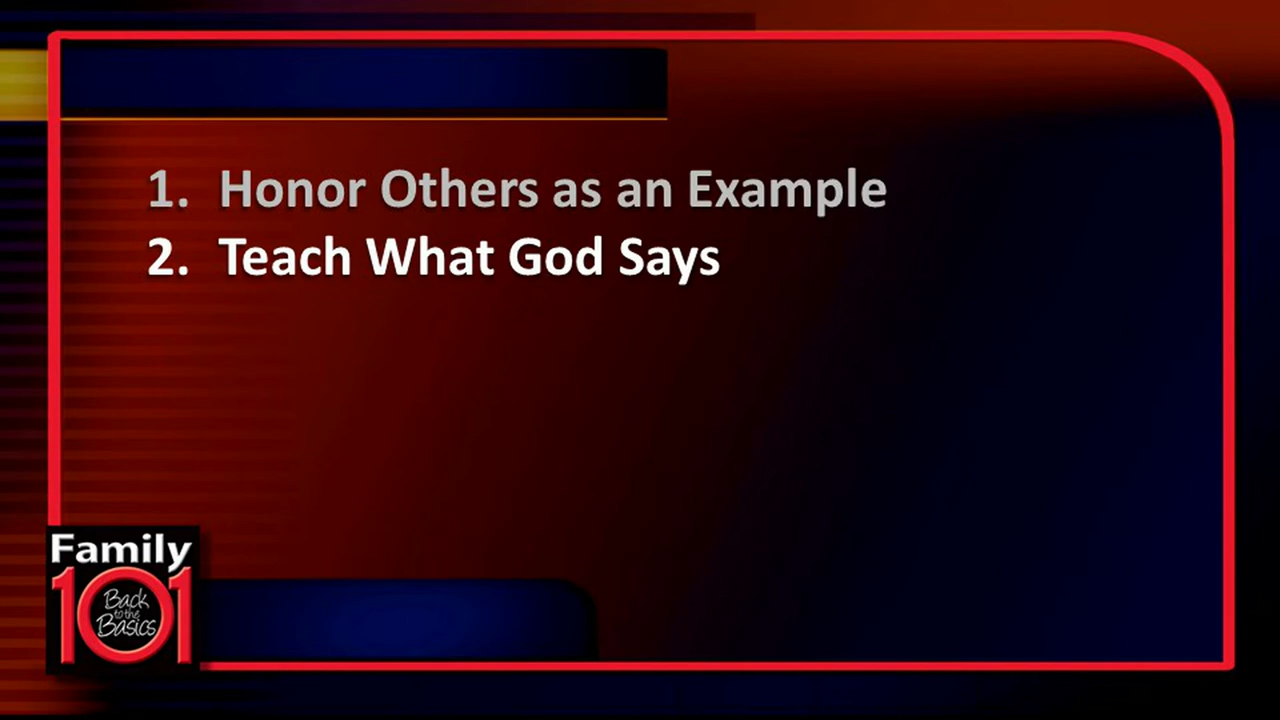 1. Honor Others as an Example
2. Teach What God Says
Family
101
Back
to the
Basics